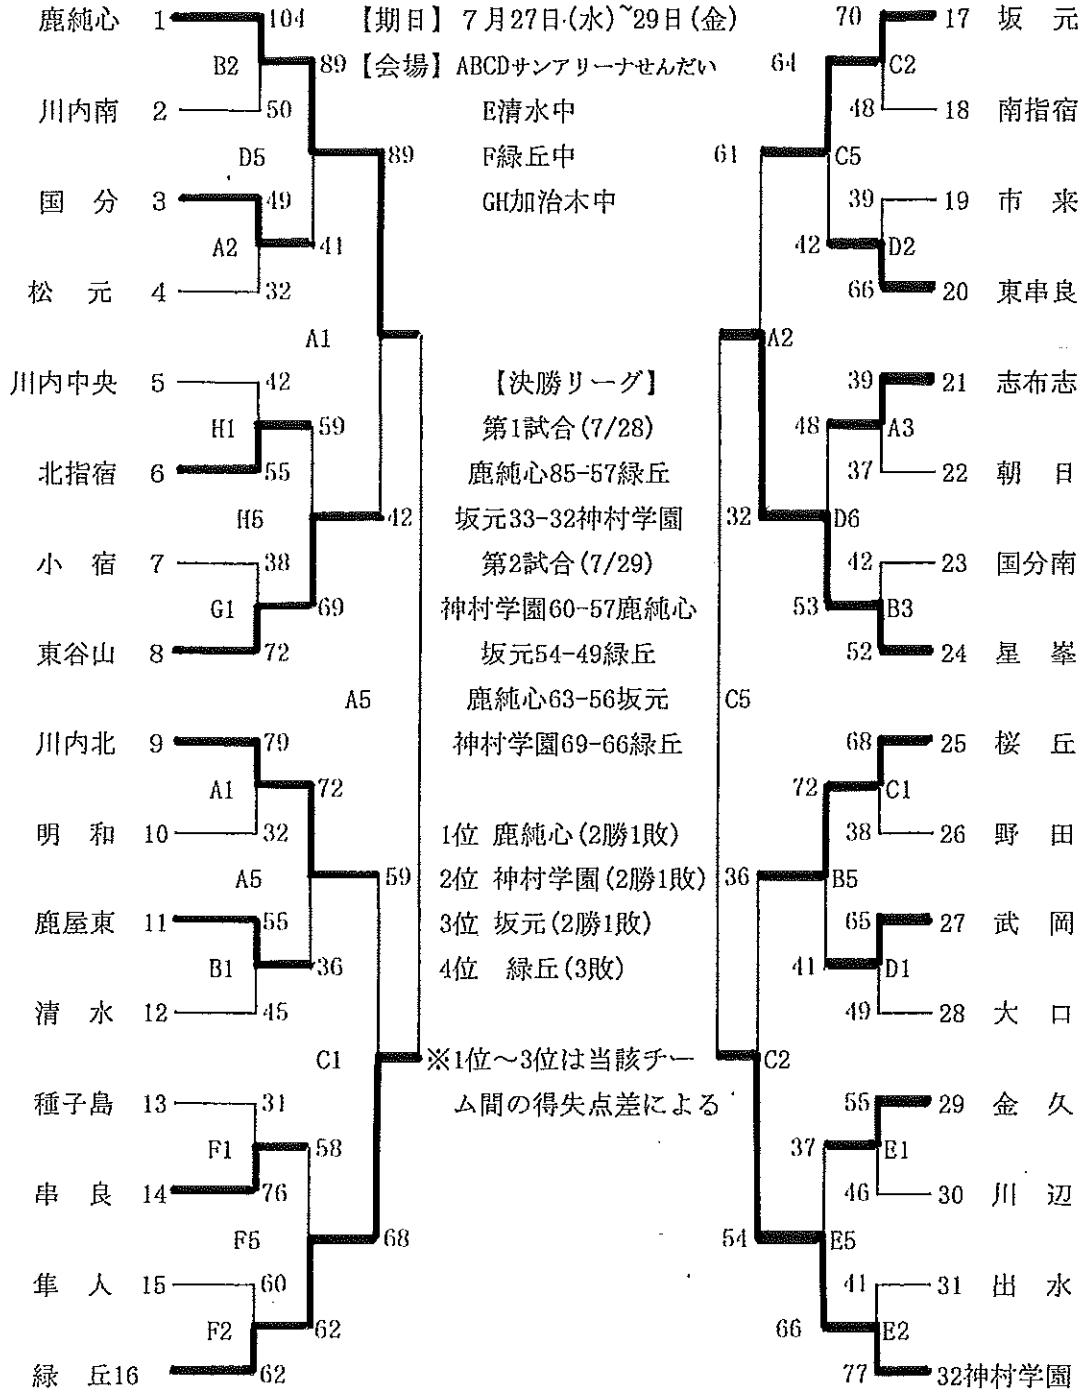 鹿純心 1 104 【期日】 7月27日(水)~29日(金) 70 17 坂 元
B2 89 【会場】 ABCDサンアリーナせんだい 64 C2
川内南 2 50 E清水中 48 18 南指宿
D5 89 F緑丘中 61 C5
国 分 3 49 GH加治木中 39 19 市 来
A2 41 42 D2
松 元 4 32 66 20 東串良
A1 A2
川内中央 5 42 【決勝リーグ】 39 21 志布志
H1 59 第1試合(7/28) 48 A3
北指宿 6 55 鹿純心85-57緑丘 37 22 朝 日
H5 42 坂元33-32神村学園 32 D6
小 宿 7 38 第2試合(7/29) 42 23 国分南
G1 69 神村学園60-57鹿純心 53 B3
東谷山 8 72 坂元54-49緑丘 52 24 星 峯
A5 鹿純心63-56坂元 C5
川内北 9 79 神村学園69-66緑丘 68 25 桜 丘
A1 72 72 C1
明 和 10 32 1位 鹿純心(2勝1敗) 38 26 野 田
A5 59 2位 神村学園(2勝1敗) 36 B5
鹿屋東 11 55 3位 坂元(2勝1敗) 65 27 武 岡
B1 36 4位 緑丘(3敗) 41 D1
清 水 12 45 49 28 大 口
C1 ※1位～3位は当該チー C2
種子島 13 31 ム間の得失点差による 55 29 金 久
F1 58 37 E1
串 良 14 76 46 30 川 辺
F5 68 54 E5
隼 人 15 60 41 31 出 水
F2 62 66 E2
緑 丘16 62 77 32神村学園